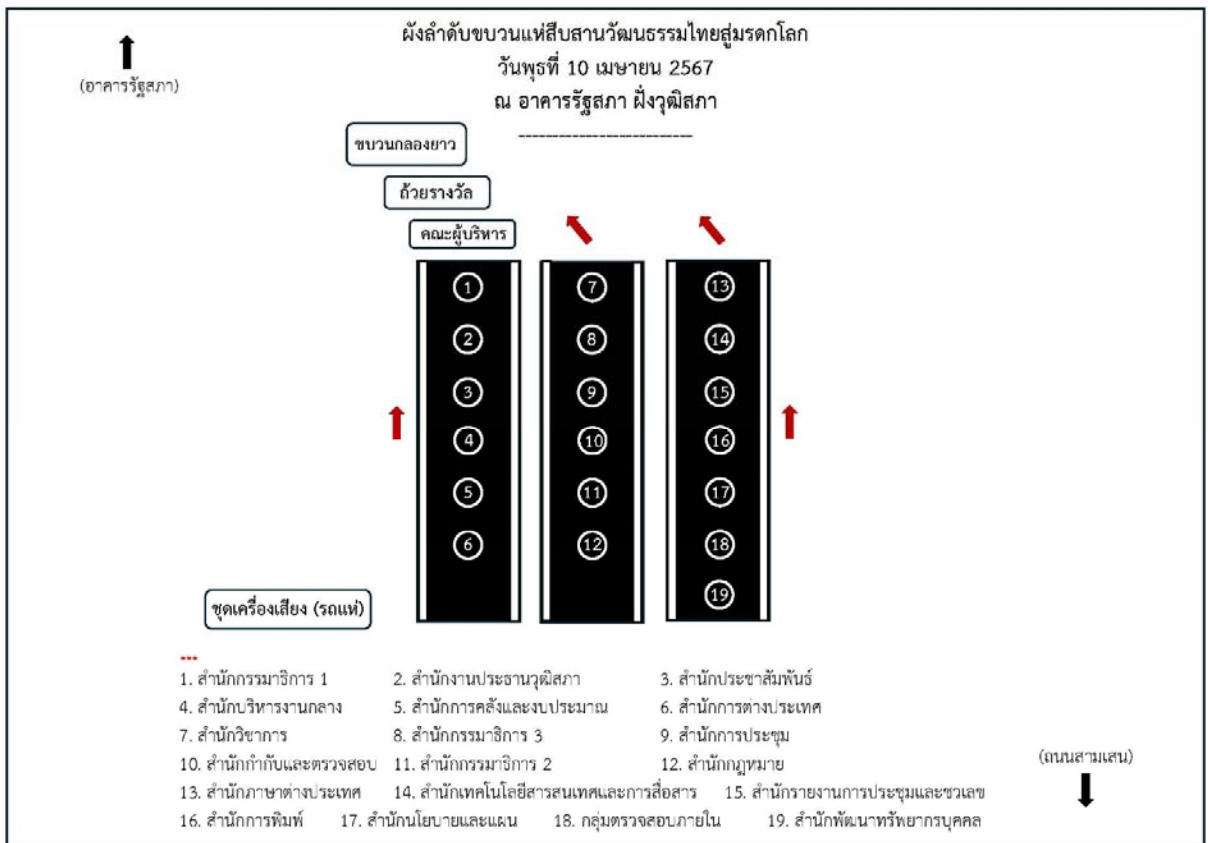 ผังลำดับขบวนแห่สืบสานวัฒนธรรมไทยสู่มรดกโลก
วันพุธที่ 10 เมษายน 2567
ณ อาคารรัฐสภา ฝั่งวุฒิสภา
--------------------------
(อาคารรัฐสภา)
ขบวนกลองยาว
ถ้วยรางวัล
คณะผู้บริหาร
1 7 13
2 8 14
3 9 15
4 10 16
5 11 17
6 12 18
19
ชุดเครื่องเสียง (รถแห่)
---
1. สำนักกรรมาธิการ 1 2. สำนักงานประธานวุฒิสภา 3. สำนักประชาสัมพันธ์
4. สำนักบริหารงานกลาง 5. สำนักการคลังและงบประมาณ 6. สำนักการต่างประเทศ
7. สำนักวิชาการ 8. สำนักกรรมาธิการ 3 9. สำนักการประชุม
10. สำนักกำกับและตรวจสอบ 11. สำนักกรรมาธิการ 2 12. สำนักกฎหมาย
13. สำนักภาษาต่างประเทศ 14. สำนักเทคโนโลยีสารสนเทศและการสื่อสาร 15. สำนักรายงานการประชุมและชวเลข
16. สำนักการพิมพ์ 17. สำนักนโยบายและแผน 18. กลุ่มตรวจสอบภายใน 19. สำนักพัฒนาทรัพยากรบุคคล
(ถนนสามเสน)